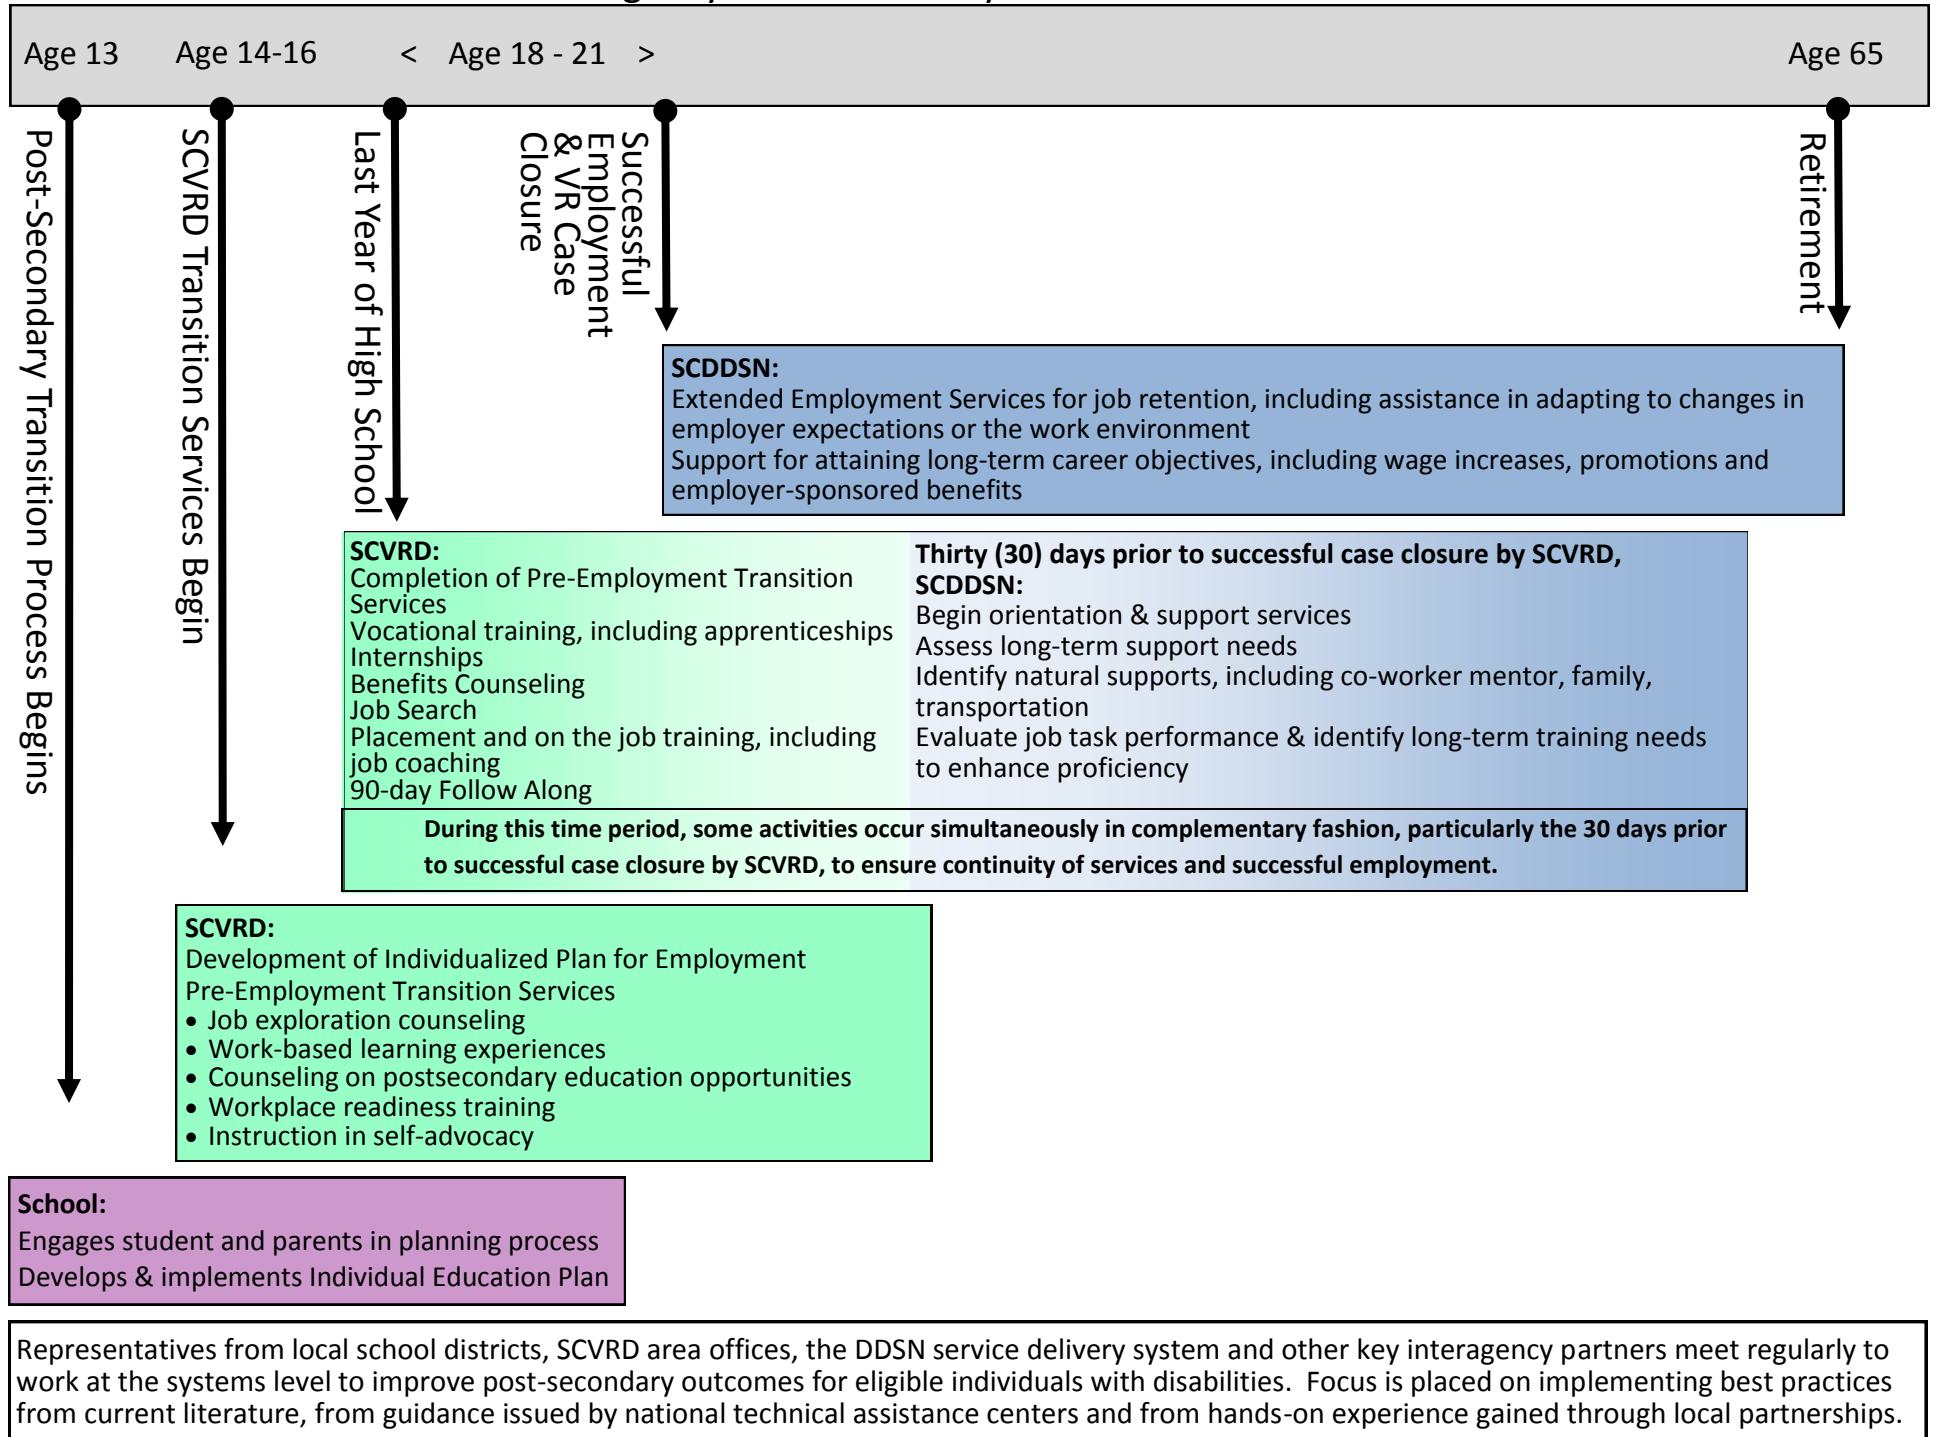 Age 13
Age 14-16
< Age 18 - 21 >
Age 65
Post-Secondary Transition Process Begins
SCVRD Transition Services Begin
Last Year of High School
Successful
Employment
& VR Case
Closure
Retirement
SCDDSN:
Extended Employment Services for job retention, including assistance in adapting to changes in
employer expectations or the work environment
Support for attaining long-term career objectives, including wage increases, promotions and
employer-sponsored benefits
SCVRD:
Completion of Pre-Employment Transition
Services
Vocational training, including apprenticeships
Internships
Benefits Counseling
Job Search
Placement and on the job training, including
job coaching
90-day Follow Along
Thirty (30) days prior to successful case closure by SCVRD,
SCDDSN:
Begin orientation & support services
Assess long-term support needs
Identify natural supports, including co-worker mentor, family,
transportation
Evaluate job task performance & identify long-term training needs
to enhance proficiency
During this time period, some activities occur simultaneously in complementary fashion, particularly the 30 days prior
to successful case closure by SCVRD, to ensure continuity of services and successful employment.
SCVRD:
Development of Individualized Plan for Employment
Pre-Employment Transition Services
• Job exploration counseling
• Work-based learning experiences
• Counseling on postsecondary education opportunities
• Workplace readiness training
• Instruction in self-advocacy
School:
Engages student and parents in planning process
Develops & implements Individual Education Plan
Representatives from local school districts, SCVRD area offices, the DDSN service delivery system and other key interagency partners meet regularly to
work at the systems level to improve post-secondary outcomes for eligible individuals with disabilities.  Focus is placed on implementing best practices
from current literature, from guidance issued by national technical assistance centers and from hands-on experience gained through local partnerships.